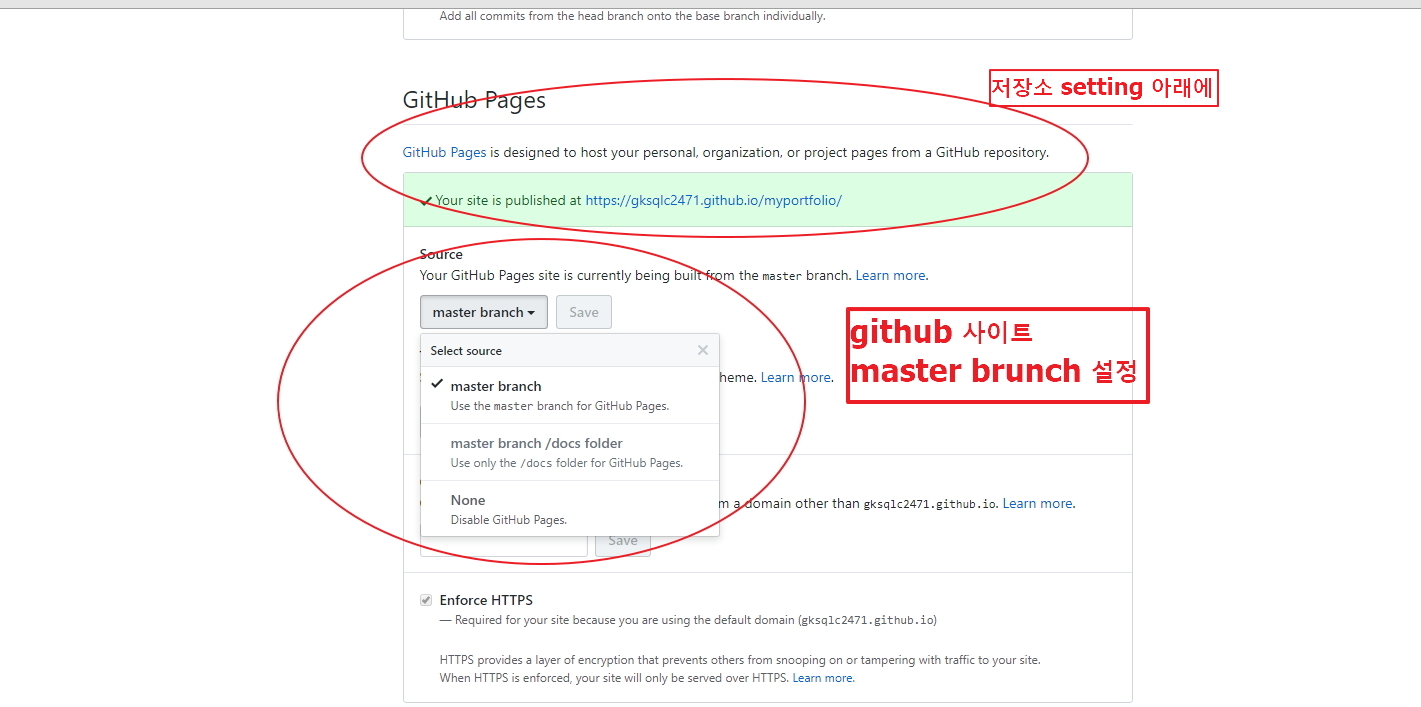 Add all commits from the head branch onto the base branch individually.
저장소 setting 아래에
GitHub Pages
GitHub Pages is designed to host your personal, organization, or project pages from a GitHub repository.
Your site is published at https://gksqlc2471.github.io/myportfolio/
Source
Your GitHub Pages site is currently being built from the master branch. Learn more.
master branch
Save
github 사이트
master brunch 설정
Select source
heme. Learn more.
master branch
Use the master branch for GitHub Pages.
master branch /docs folder
Use only the /docs folder for GitHub Pages.
None
Disable GitHub Pages.
m a domain other than gksqlc2471.github.io. Learn more.
Save
Enforce HTTPS
— Required for your site because you are using the default domain (gksqlc2471.github.io)
HTTPS provides a layer of encryption that prevents others from snooping on or tampering with traffic to your site.
When HTTPS is enforced, your site will only be served over HTTPS. Learn more.